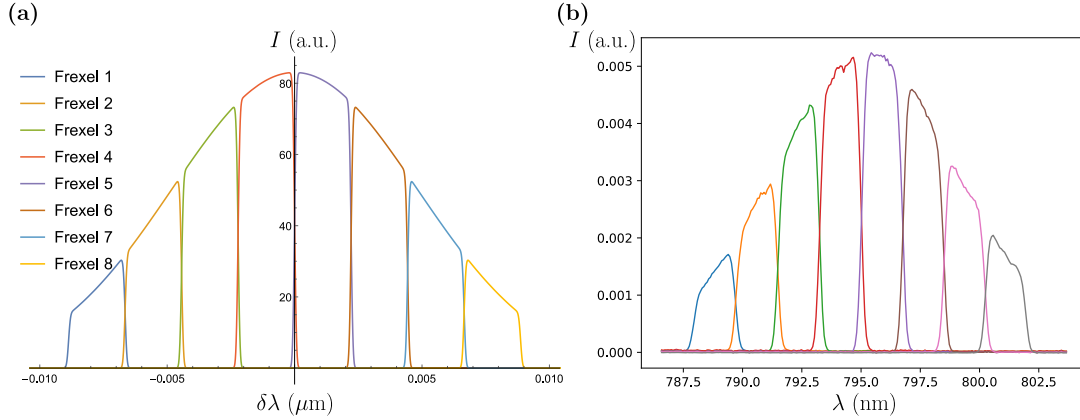 (a)
I (a.u.)
Frexel 1
Frexel 2
Frexel 3
Frexel 4
Frexel 5
Frexel 6
Frexel 7
Frexel 8
80
60
40
20
-0.010
-0.005
0.005
0.010
δλ (μm)
(b)
I (a.u.)
0.005
0.004
0.003
0.002
0.001
0.000
787.5
790.0
792.5
795.0
797.5
800.0
802.5
λ (nm)